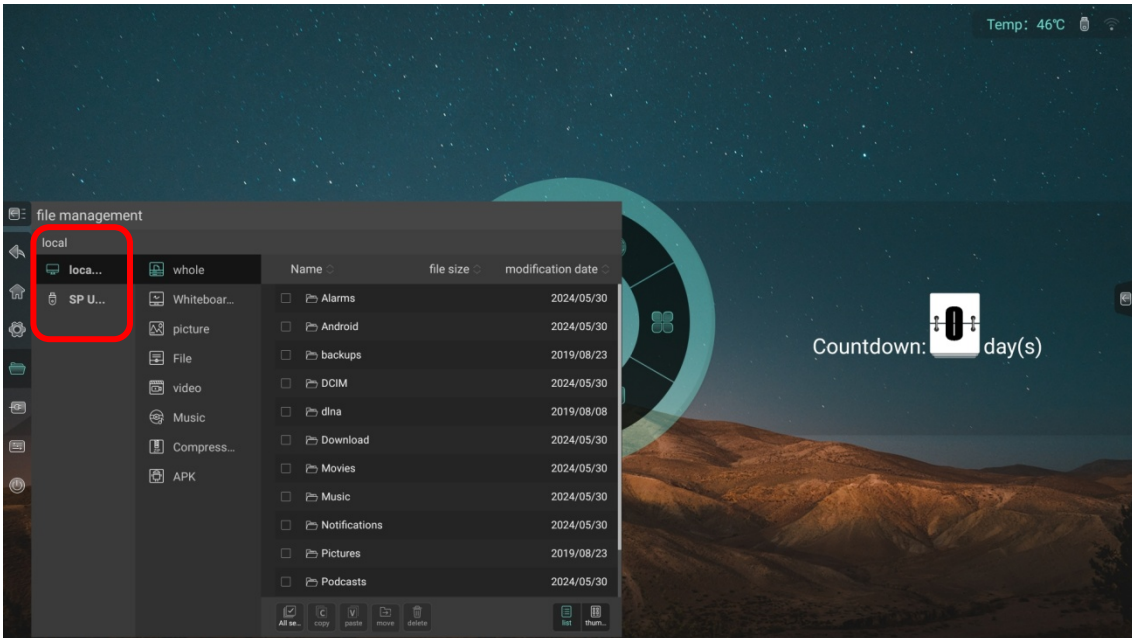 Temp: 46℃
file management
local
loca...
SP U...
whole
Whiteboar...
picture
File
video
Music
Compress...
APK
Name file size modification date
Alarms 2024/05/30
Android 2024/05/30
backups 2019/08/23
DCIM 2024/05/30
dlna 2019/08/08
Download 2024/05/30
Movies 2024/05/30
Music 2024/05/30
Notifications 2024/05/30
Pictures 2019/08/23
Podcasts 2024/05/30
All se... copy paste move delete list thum...
Countdown: 0 day(s)